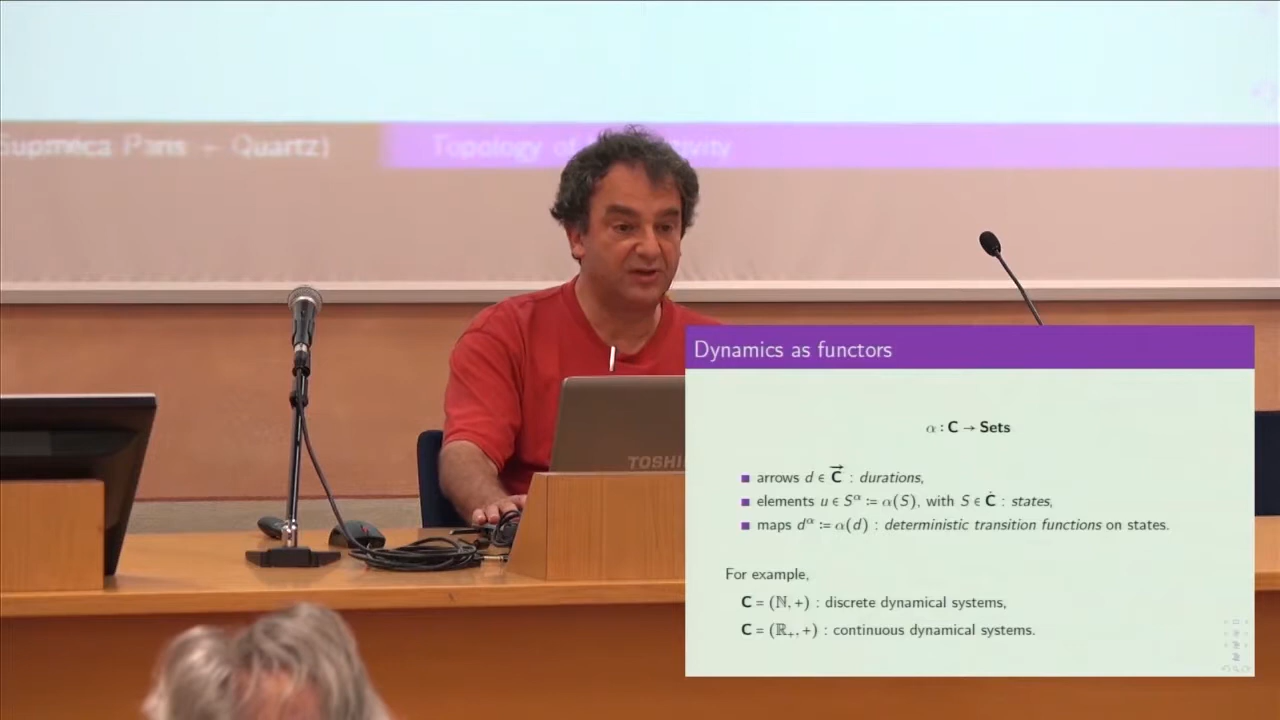 Supméca Paris – Quartz)
Topology of
TOSHI
Dynamics as functors
α : C → Sets
arrows d ∈ C⃗ : durations,
elements u ∈ S^α ≔ α(S), with S ∈ Ċ : states,
maps d^α ≔ α(d) : deterministic transition functions on states.
For example,
C = (ℕ, +) : discrete dynamical systems,
C = (ℝ₊, +) : continuous dynamical systems.